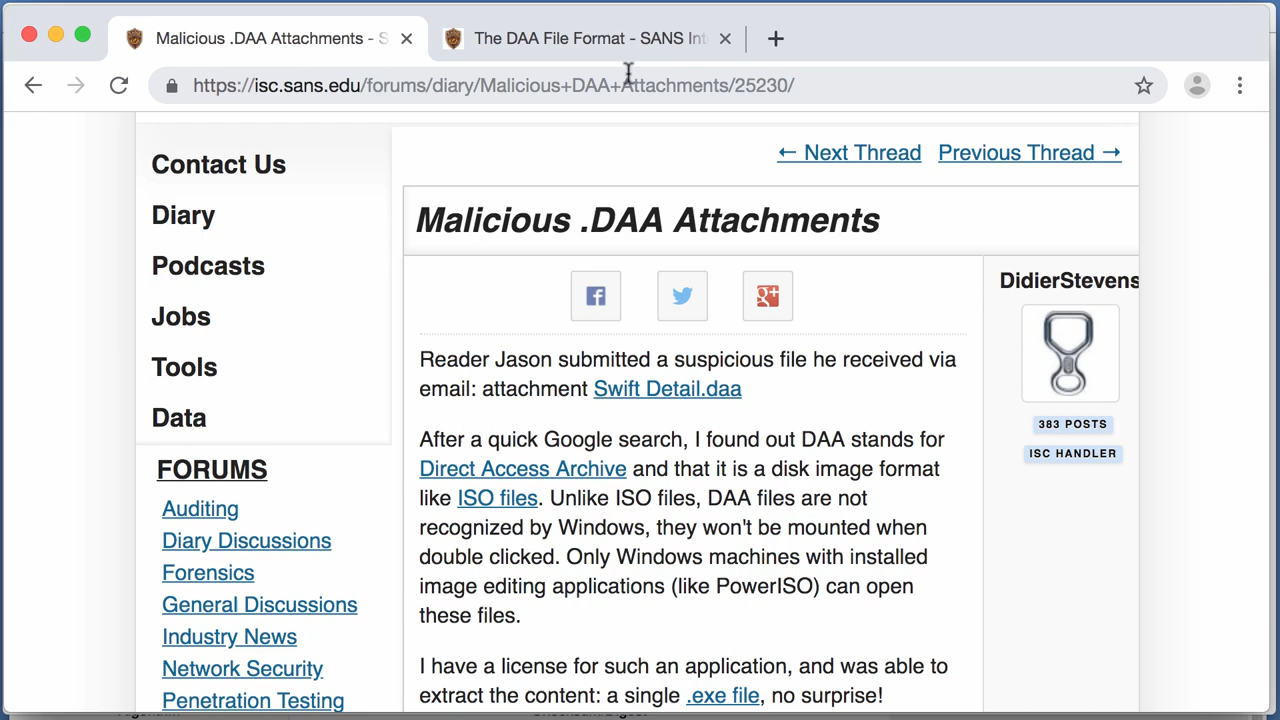 Malicious .DAA Attachments - S
The DAA File Format - SANS Int
https://isc.sans.edu/forums/diary/Malicious+DAA+Attachments/25230/
← Next Thread Previous Thread →
Contact Us
Diary
Podcasts
Jobs
Tools
Data
FORUMS
Auditing
Diary Discussions
Forensics
General Discussions
Industry News
Network Security
Penetration Testing
Malicious .DAA Attachments
Reader Jason submitted a suspicious file he received via
email: attachment Swift Detail.daa
After a quick Google search, I found out DAA stands for
Direct Access Archive and that it is a disk image format
like ISO files. Unlike ISO files, DAA files are not
recognized by Windows, they won't be mounted when
double clicked. Only Windows machines with installed
image editing applications (like PowerISO) can open
these files.
I have a license for such an application, and was able to
extract the content: a single .exe file, no surprise!
DidierStevens
383 POSTS
ISC HANDLER